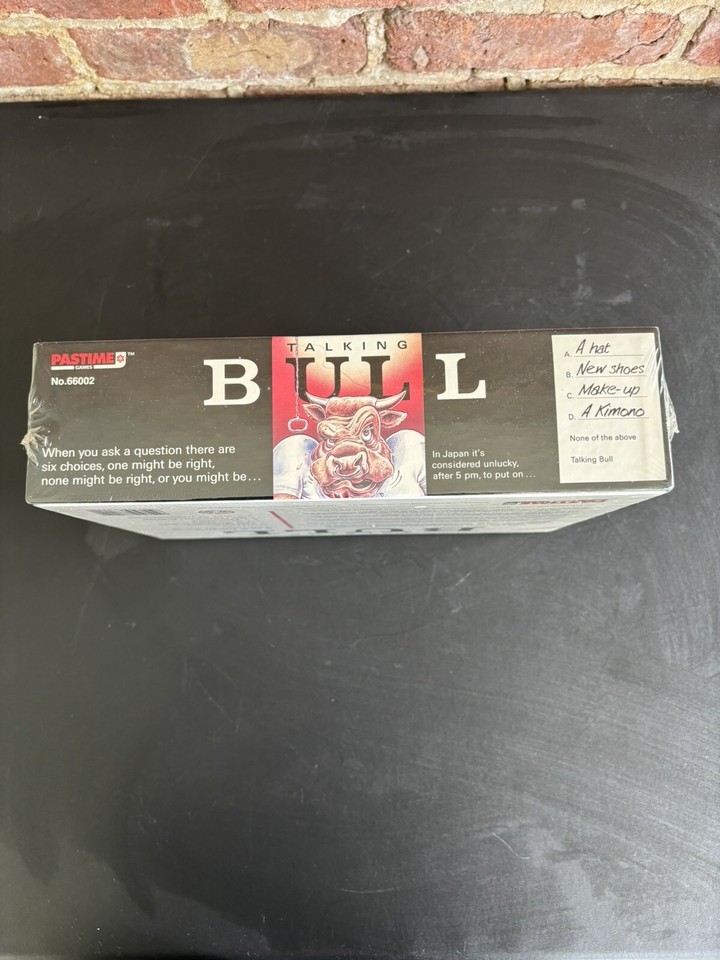 PASTIME ™
GAMES
No.66002
TALKING
BULL
When you ask a question there are
six choices, one might be right,
none might be right, or you might be...
In Japan it's
considered unlucky,
after 5 pm, to put on ...
A. A hat
B. New shoes
C. Make-up
D. A Kimono
None of the above
Talking Bull